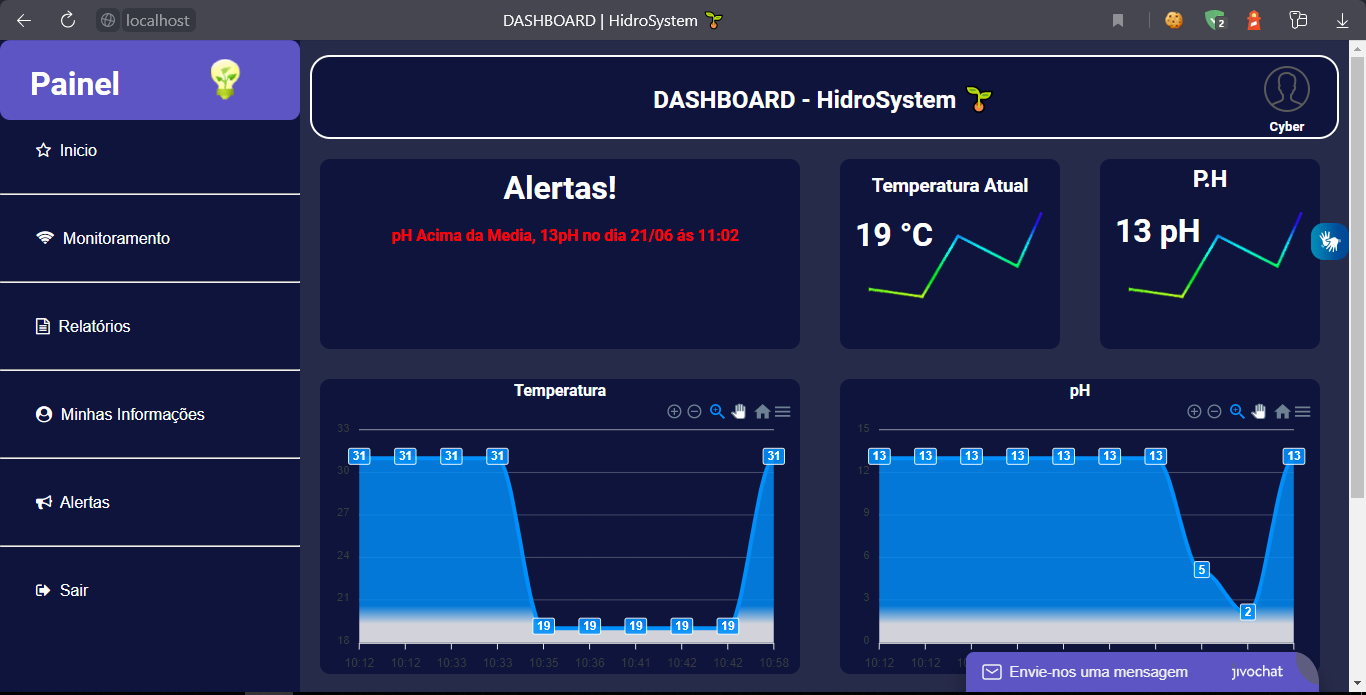 localhost
DASHBOARD | HidroSystem
2
Painel
Inicio
Monitoramento
Relatórios
Minhas Informações
Alertas
Sair
DASHBOARD - HidroSystem
Cyber
Alertas!
pH Acima da Media, 13pH no dia 21/06 ás 11:02
Temperatura Atual
19 °C
P.H
13 pH
Temperatura
33
30
27
24
21
18
31 31 31 31 19 19 19 19 19 31
10:12 10:12 10:33 10:33 10:35 10:36 10:41 10:42 10:42 10:58
pH
15
12
9
6
3
0
13 13 13 13 13 13 13 5 2 13
10:12 10:12
Envie-nos uma mensagem
jivochat